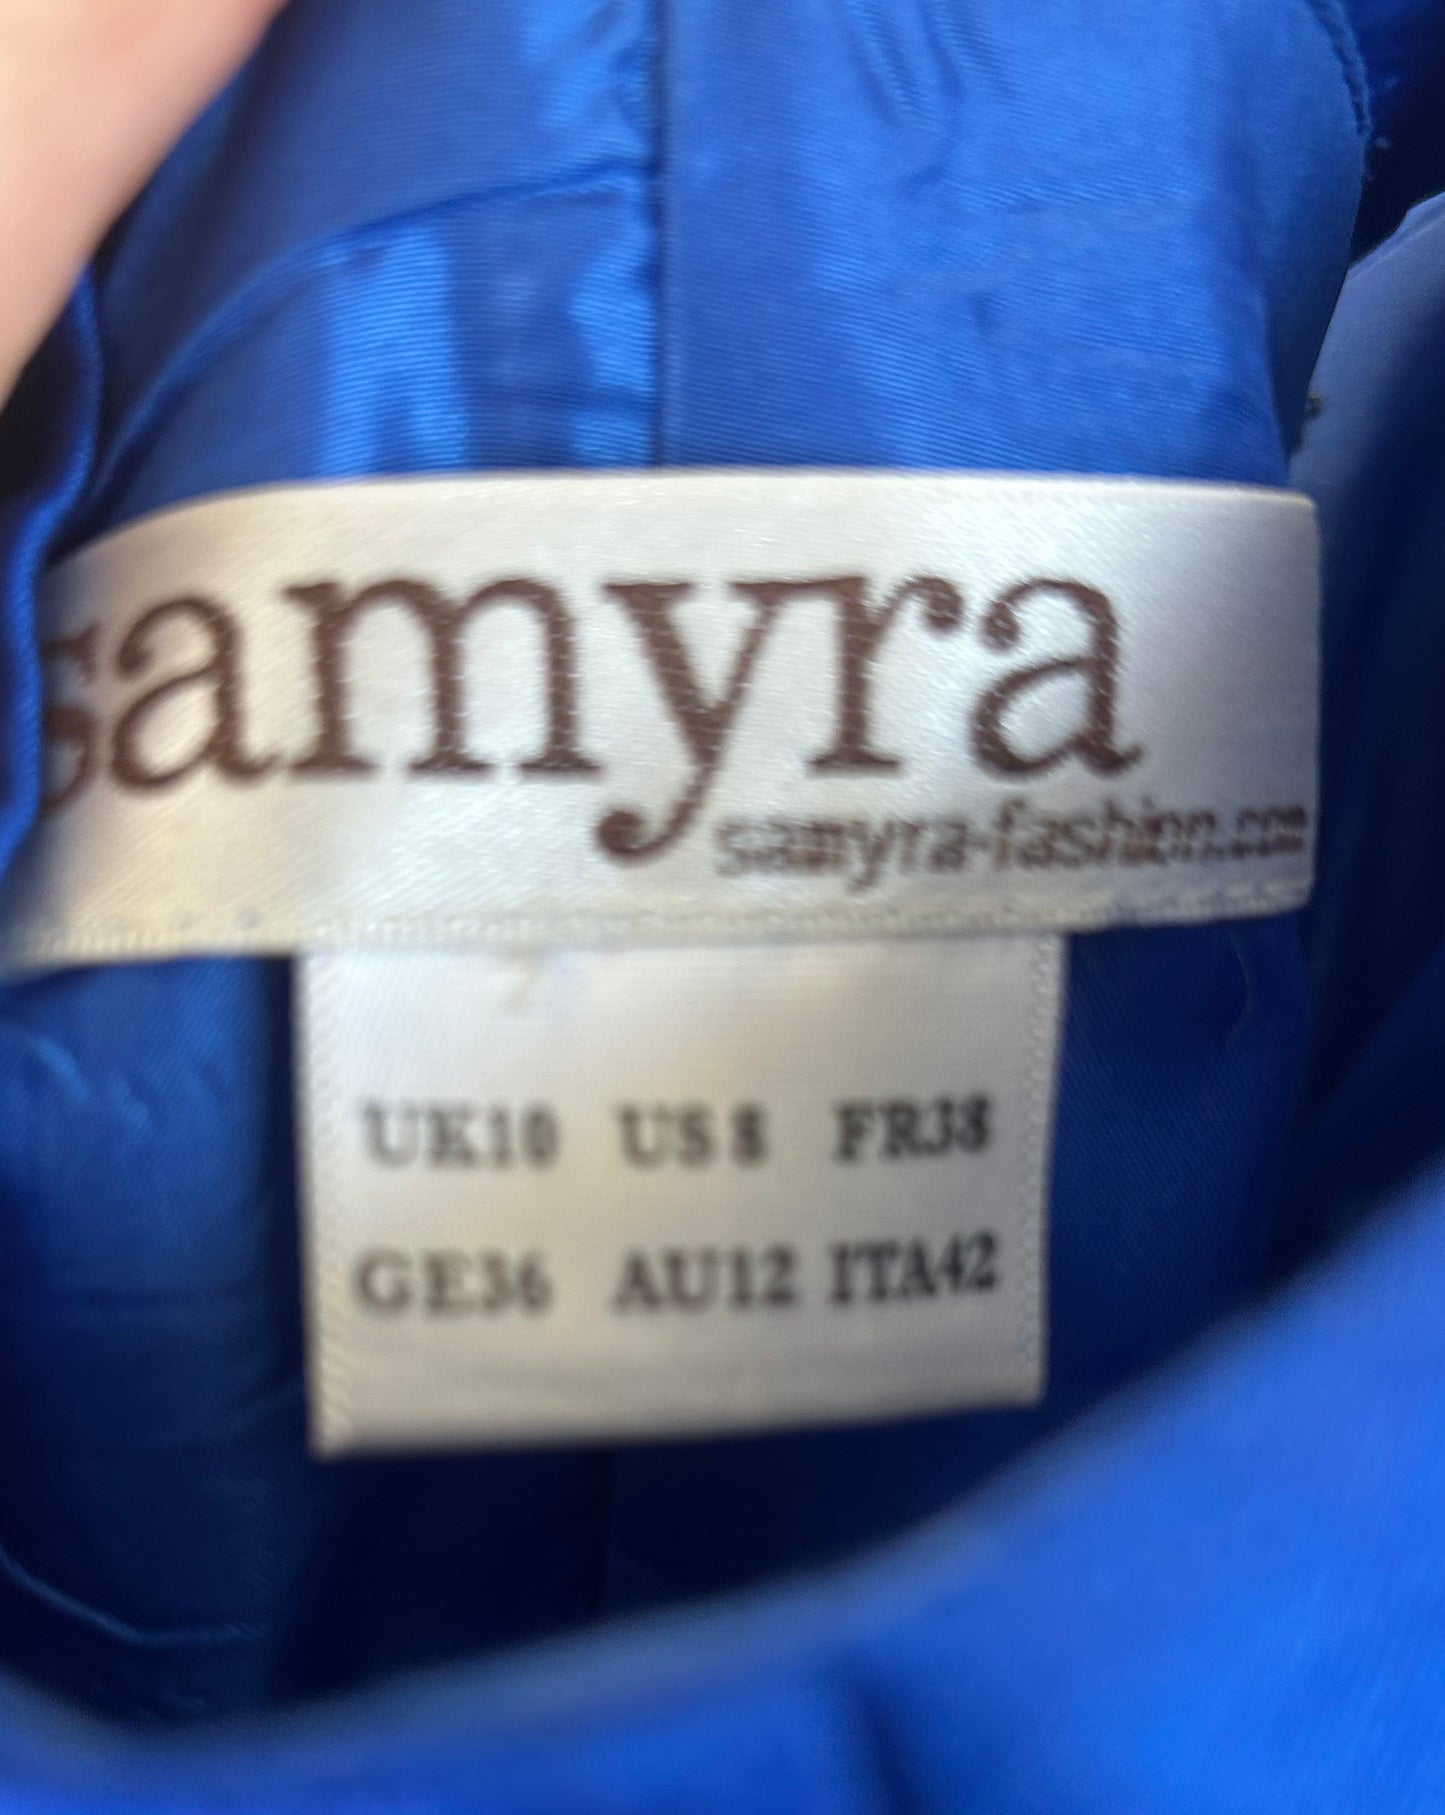 samyra
samyra-fashion.com
UK10 US8 FR38
GE36 AU12 ITA42